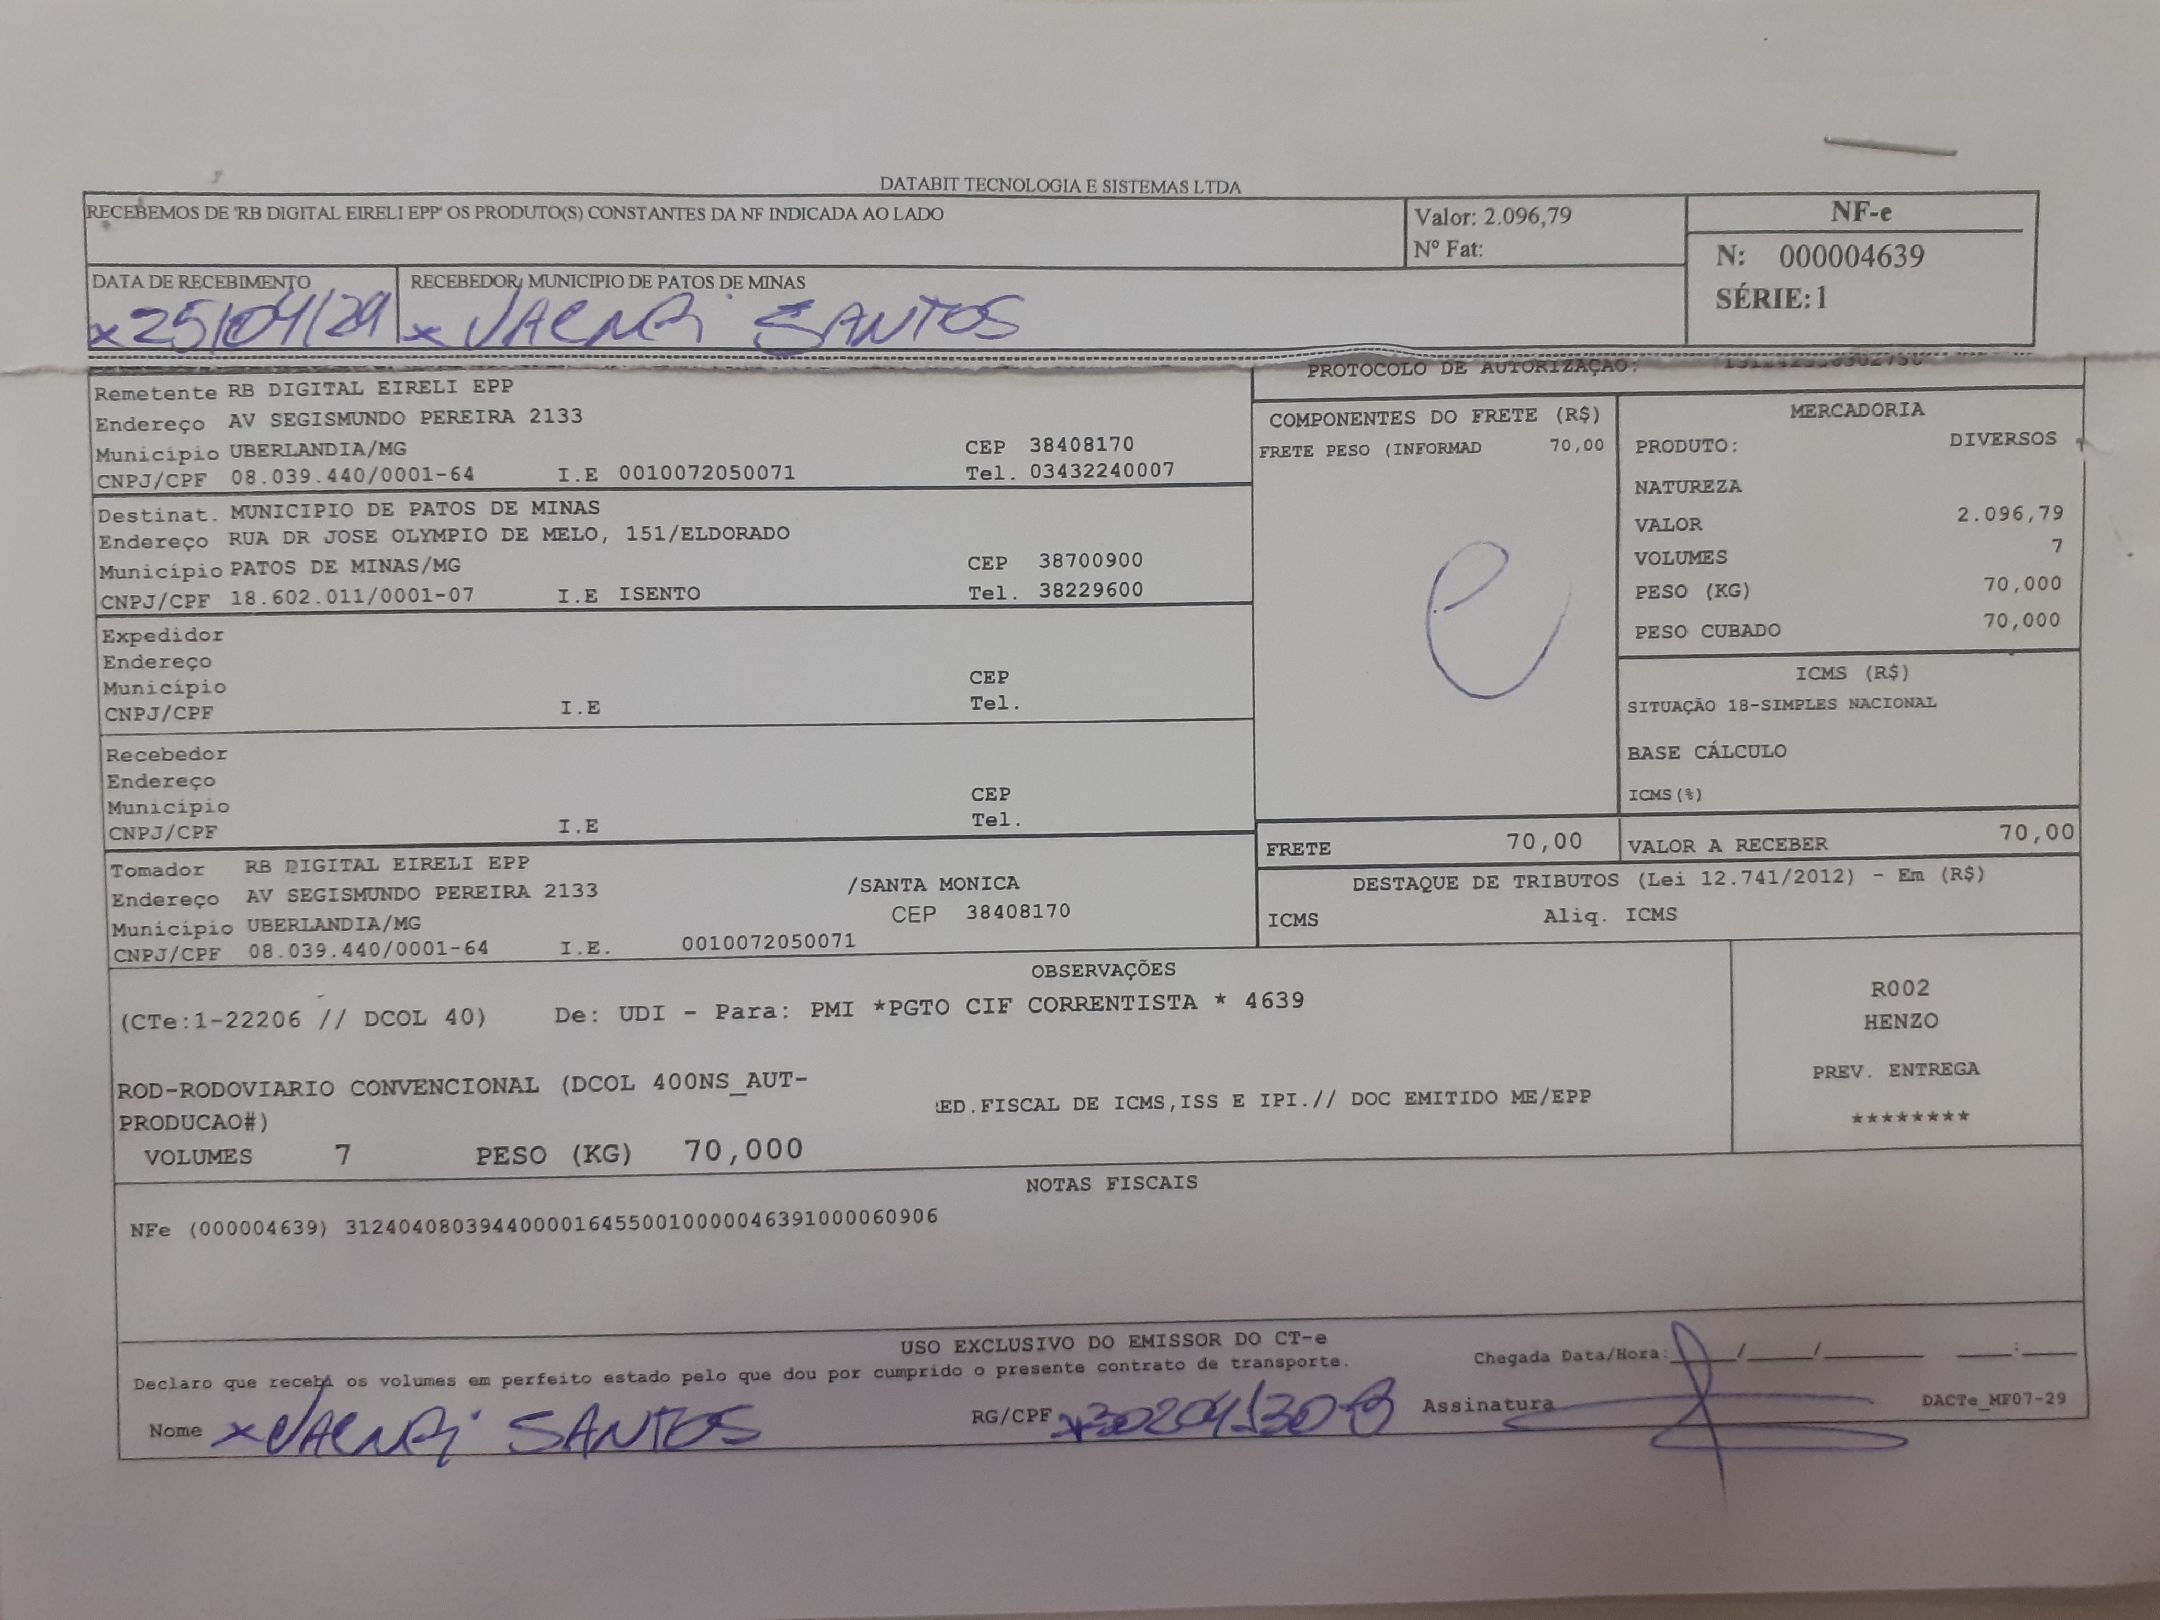 DATABIT TECNOLOGIA E SISTEMAS LTDA
RECEBEMOS DE 'RB DIGITAL EIRELI EPP' OS PRODUTO(S) CONSTANTES DA NF INDICADA AO LADO
Valor: 2.096,79
Nº Fat:
NF-e
N: 000004639
SÉRIE:1
DATA DE RECEBIMENTO
RECEBEDOR: MUNICIPIO DE PATOS DE MINAS
x 25/04/24 x SANTOS
PROTOCOLO DE AUTORIZAÇÃO:
Remetente RB DIGITAL EIRELI EPP
Endereço AV SEGISMUNDO PEREIRA 2133
Município UBERLANDIA/MG CEP 38408170
CNPJ/CPF 08.039.440/0001-64 I.E 0010072050071 Tel. 03432240007
Destinat. MUNICIPIO DE PATOS DE MINAS
Endereço RUA DR JOSE OLYMPIO DE MELO, 151/ELDORADO
Município PATOS DE MINAS/MG CEP 38700900
CNPJ/CPF 18.602.011/0001-07 I.E ISENTO Tel. 38229600
Expedidor
Endereço
Município CEP
CNPJ/CPF I.E Tel.
Recebedor
Endereço
Município CEP
CNPJ/CPF I.E Tel.
Tomador RB DIGITAL EIRELI EPP
Endereço AV SEGISMUNDO PEREIRA 2133 /SANTA MONICA
Município UBERLANDIA/MG CEP 38408170
CNPJ/CPF 08.039.440/0001-64 I.E. 0010072050071
COMPONENTES DO FRETE (R$)
FRETE PESO (INFORMAD 70,00
e
MERCADORIA
PRODUTO: DIVERSOS
NATUREZA
VALOR 2.096,79
VOLUMES 7
PESO (KG) 70,000
PESO CUBADO 70,000
ICMS (R$)
SITUAÇÃO 18-SIMPLES NACIONAL
BASE CÁLCULO
ICMS(%)
FRETE 70,00 VALOR A RECEBER 70,00
DESTAQUE DE TRIBUTOS (Lei 12.741/2012) - Em (R$)
ICMS Aliq. ICMS
OBSERVAÇÕES
(CTe:1-22206 // DCOL 40) De: UDI - Para: PMI *PGTO CIF CORRENTISTA * 4639
ROD-RODOVIARIO CONVENCIONAL (DCOL 400NS_AUT-
PRODUCAO#) ED.FISCAL DE ICMS,ISS E IPI.// DOC EMITIDO ME/EPP
VOLUMES 7 PESO (KG) 70,000
R002
HENZO
PREV. ENTREGA
********
NOTAS FISCAIS
NFe (000004639) 31240408039440000164550010000046391000060906
USO EXCLUSIVO DO EMISSOR DO CT-e
Declaro que recebi os volumes em perfeito estado pelo que dou por cumprido o presente contrato de transporte.
Chegada Data/Hora:____/____/______ ____:____
Nome x SANTOS RG/CPF Assinatura DACTe_MF07-29